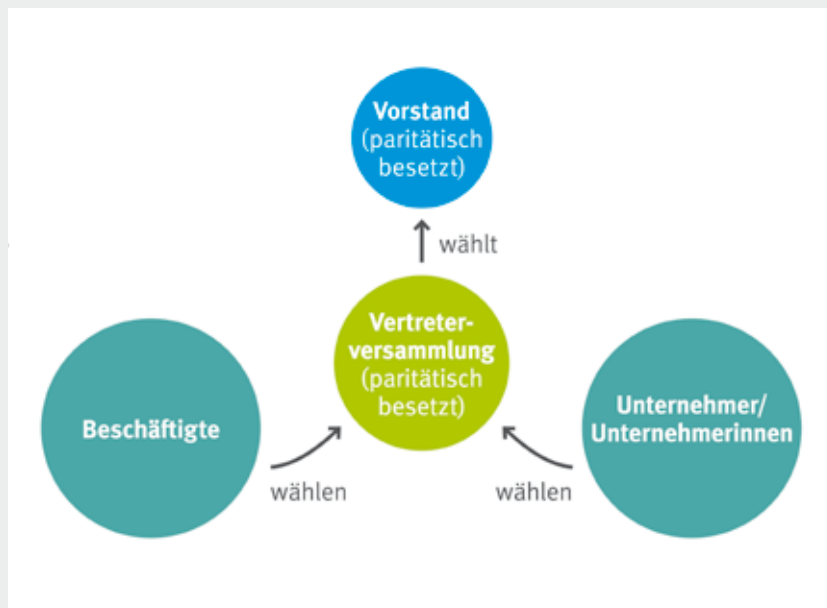 Vorstand
(paritätisch
besetzt)
wählt
Vertreter-
versammlung
(paritätisch
besetzt)
Beschäftigte
Unternehmer/
Unternehmerinnen
wählen
wählen